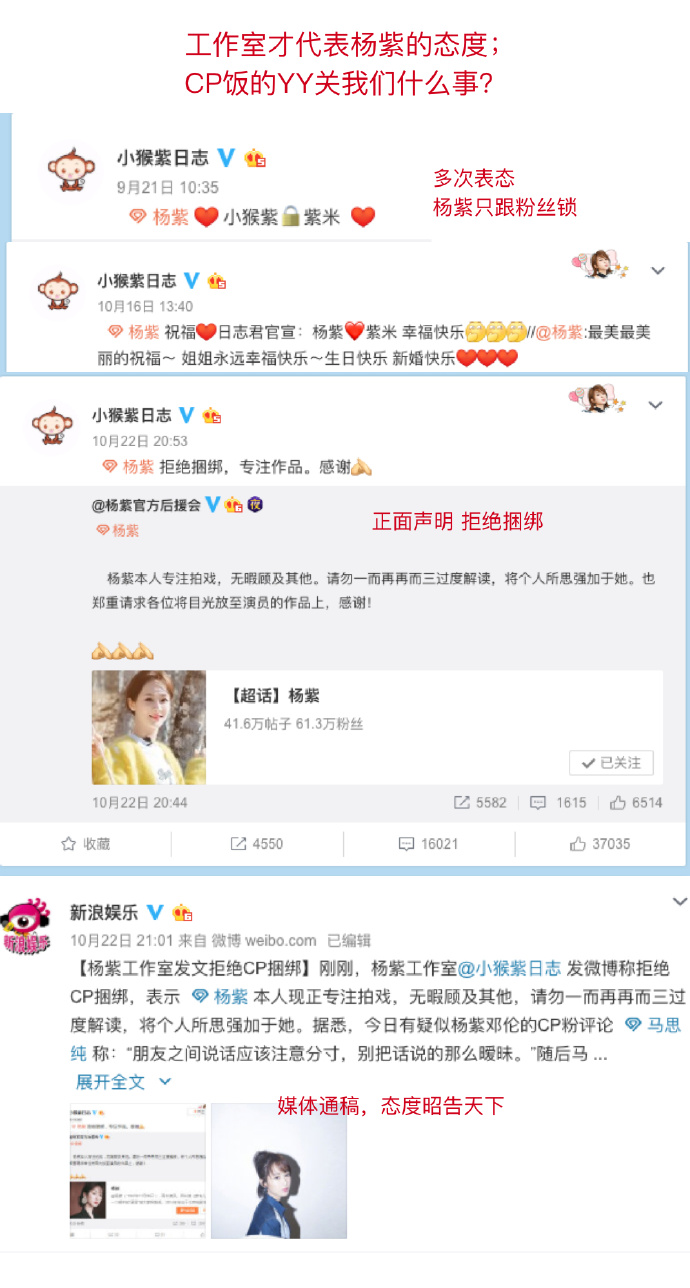 工作室才代表杨紫的态度；
CP饭的YY关我们什么事？
小猴紫日志
9月21日 10:35
杨紫❤️小猴紫🔒紫米 ❤️
多次表态
杨紫只跟粉丝锁
小猴紫日志
10月16日 13:40
杨紫 祝福❤️日志君官宣：杨紫❤️紫米 幸福快乐🤭🤭🤭//@杨紫:最美最美
丽的祝福～ 姐姐永远幸福快乐～生日快乐 新婚快乐❤️❤️❤️
小猴紫日志
10月22日 20:53
杨紫 拒绝捆绑，专注作品。感谢🙏
@杨紫官方后援会 夜
杨紫
正面声明 拒绝捆绑
杨紫本人专注拍戏，无暇顾及其他。请勿一而再再而三过度解读，将个人所思强加于她。也
郑重请求各位将目光放至演员的作品上，感谢!
🙏🙏🙏
【超话】杨紫
41.6万帖子 61.3万粉丝
已关注
10月22日 20:44 5582 1615 6514
收藏 4550 16021 37035
新浪娱乐
新浪娱乐
10月22日 21:01 来自 微博 weibo.com 已编辑
【杨紫工作室发文拒绝CP捆绑】刚刚，杨紫工作室@小猴紫日志 发微博称拒绝
CP捆绑，表示 杨紫 本人现正专注拍戏，无暇顾及其他，请勿一而再再而三过
度解读，将个人所思强加于她。据悉，今日有疑似杨紫邓伦的CP粉评论 马思
纯 称：“朋友之间说话应该注意分寸，别把话说的那么暧昧。”随后马 ...
展开全文
媒体通稿，态度昭告天下